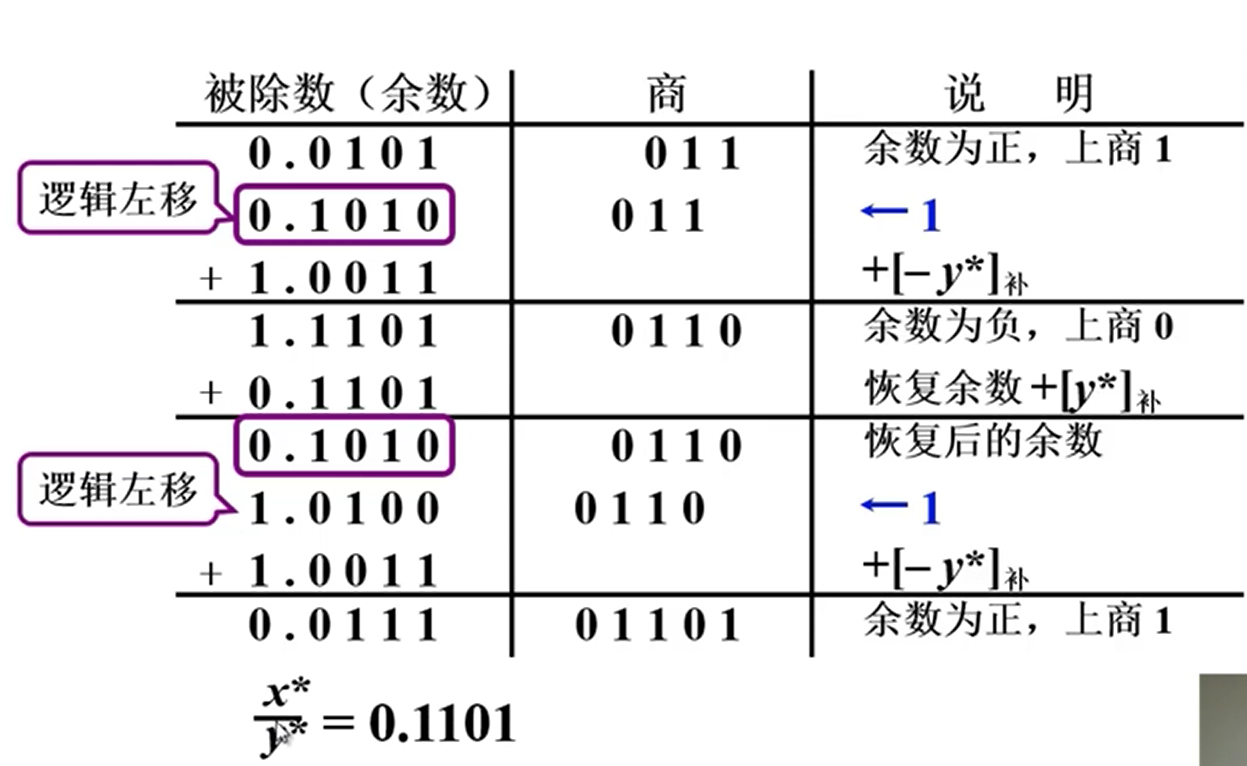 被除数（余数） 商 说 明
0.0101 011 余数为正，上商 1
逻辑左移 0.1010 011 ←1
+ 1.0011 +[– y*]补
1.1101 0110 余数为负，上商 0
+ 0.1101 恢复余数+[y*]补
0.1010 0110 恢复后的余数
逻辑左移 1.0100 0110 ←1
+ 1.0011 +[– y*]补
0.0111 01101 余数为正，上商 1
x*
y* = 0.1101